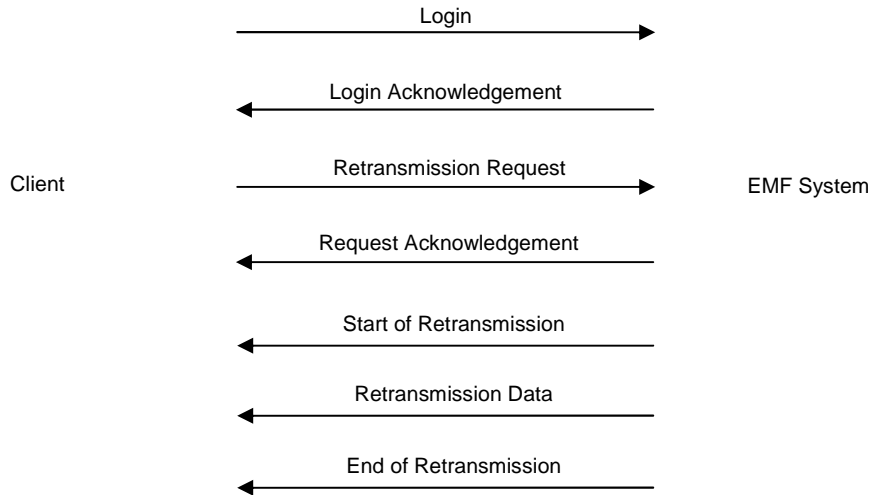 Login
Login Acknowledgement
Client
Retransmission Request
EMF System
Request Acknowledgement
Start of Retransmission
Retransmission Data
End of Retransmission